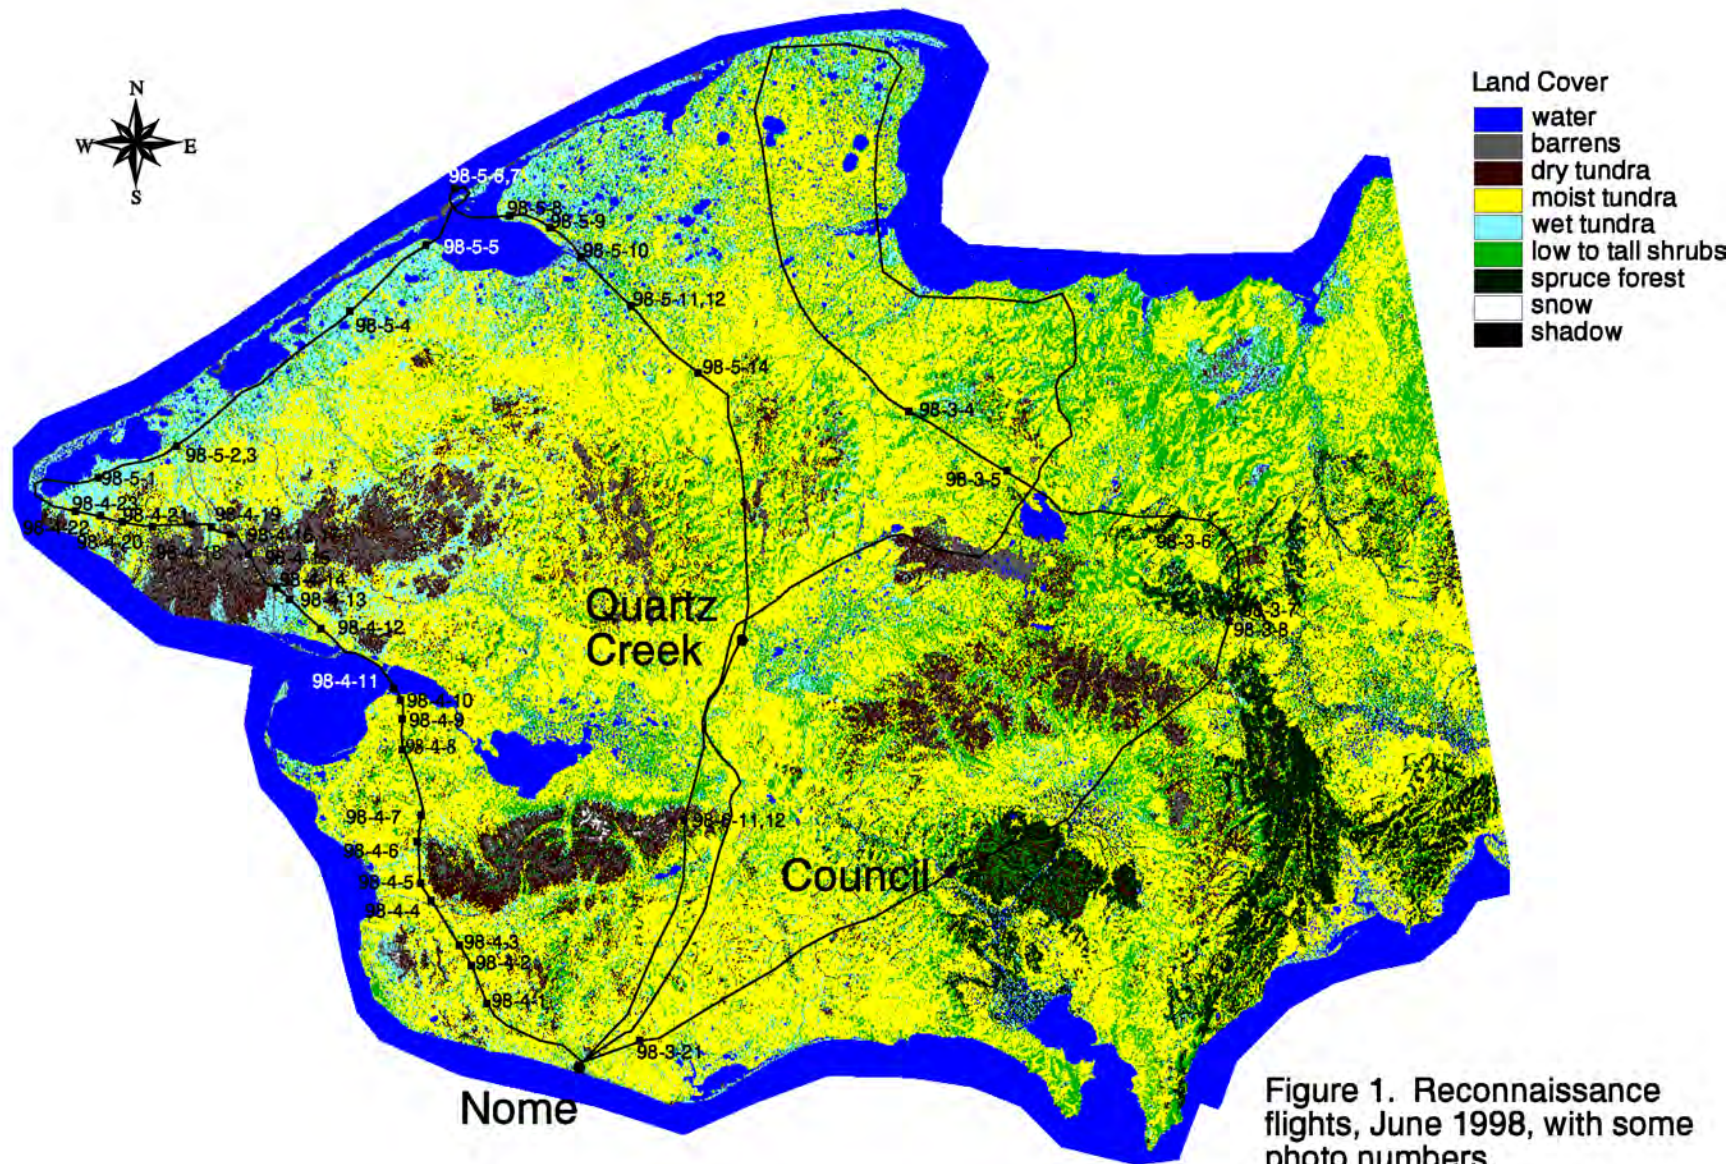 N
W E
S
Land Cover
water
barrens
dry tundra
moist tundra
wet tundra
low to tall shrubs
spruce forest
snow
shadow
98-5-6,7
98-5-8
98-5-9
98-5-5
98-5-10
98-5-11,12
98-5-4
98-5-14
98-3-4
98-5-2,3
98-3-5
98-5-1
98-4-23
98-4-21
98-4-19
98-4-22
98-4-20
98-4-18
98-3-6
98-4-14
98-4-13
98-4-12
Quartz
Creek
98-3-7
98-3-8
98-4-11
98-4-10
98-4-9
98-4-8
98-4-7
98-6-11,12
98-4-6
98-4-5
Council
98-4-4
98-4-3
98-4-2
98-4-1
98-3-21
Nome
Figure 1. Reconnaissance
flights, June 1998, with some
photo numbers